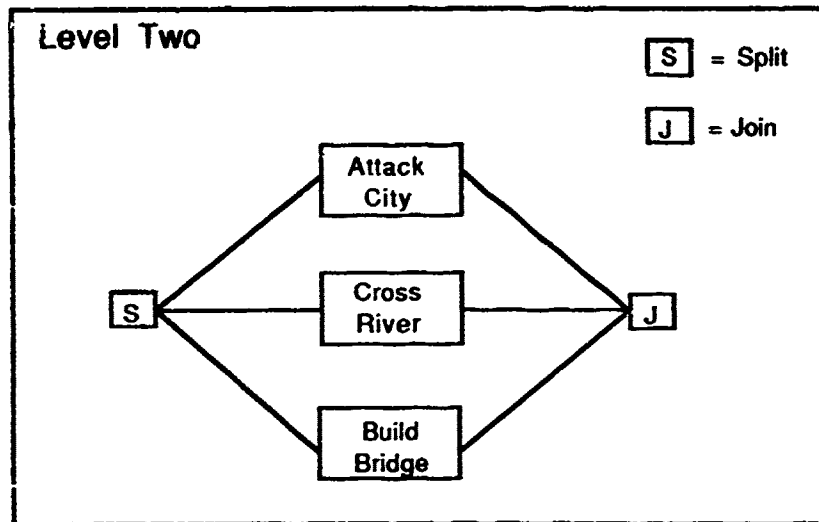 Level Two
S = Split
J = Join
Attack
City
S
Cross
River
J
Build
Bridge